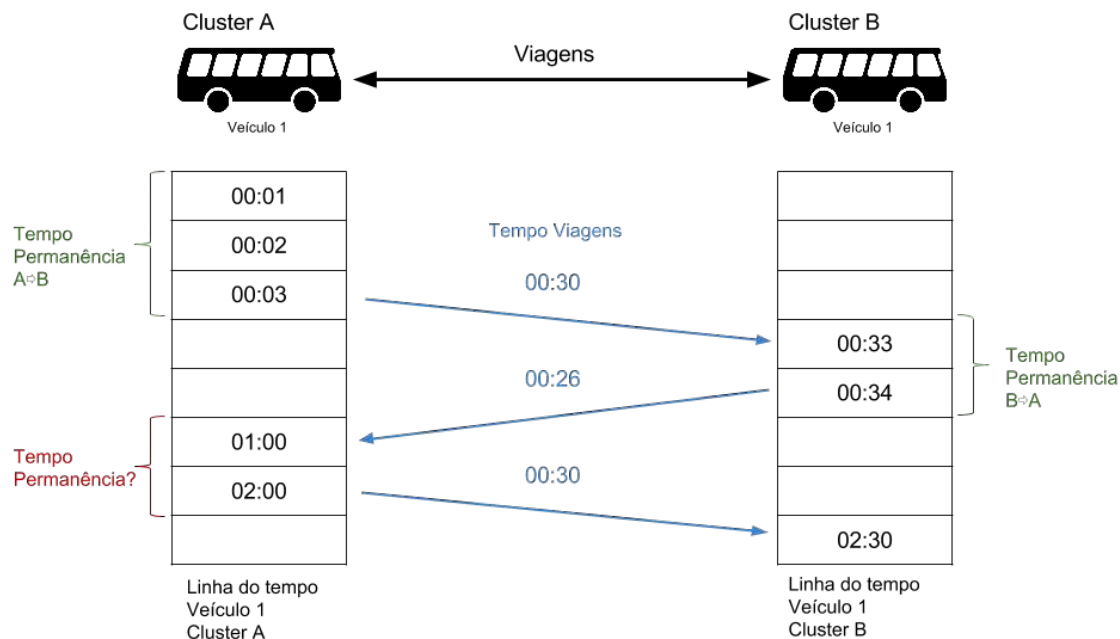 Cluster A
Cluster B
Viagens
Veículo 1
Veículo 1
00:01
00:02
00:03
01:00
02:00
Tempo
Permanência
A⇨B
Tempo
Permanência?
Tempo Viagens
00:30
00:26
00:30
00:33
00:34
02:30
Tempo
Permanência
B⇨A
Linha do tempo
Veículo 1
Cluster A
Linha do tempo
Veículo 1
Cluster B